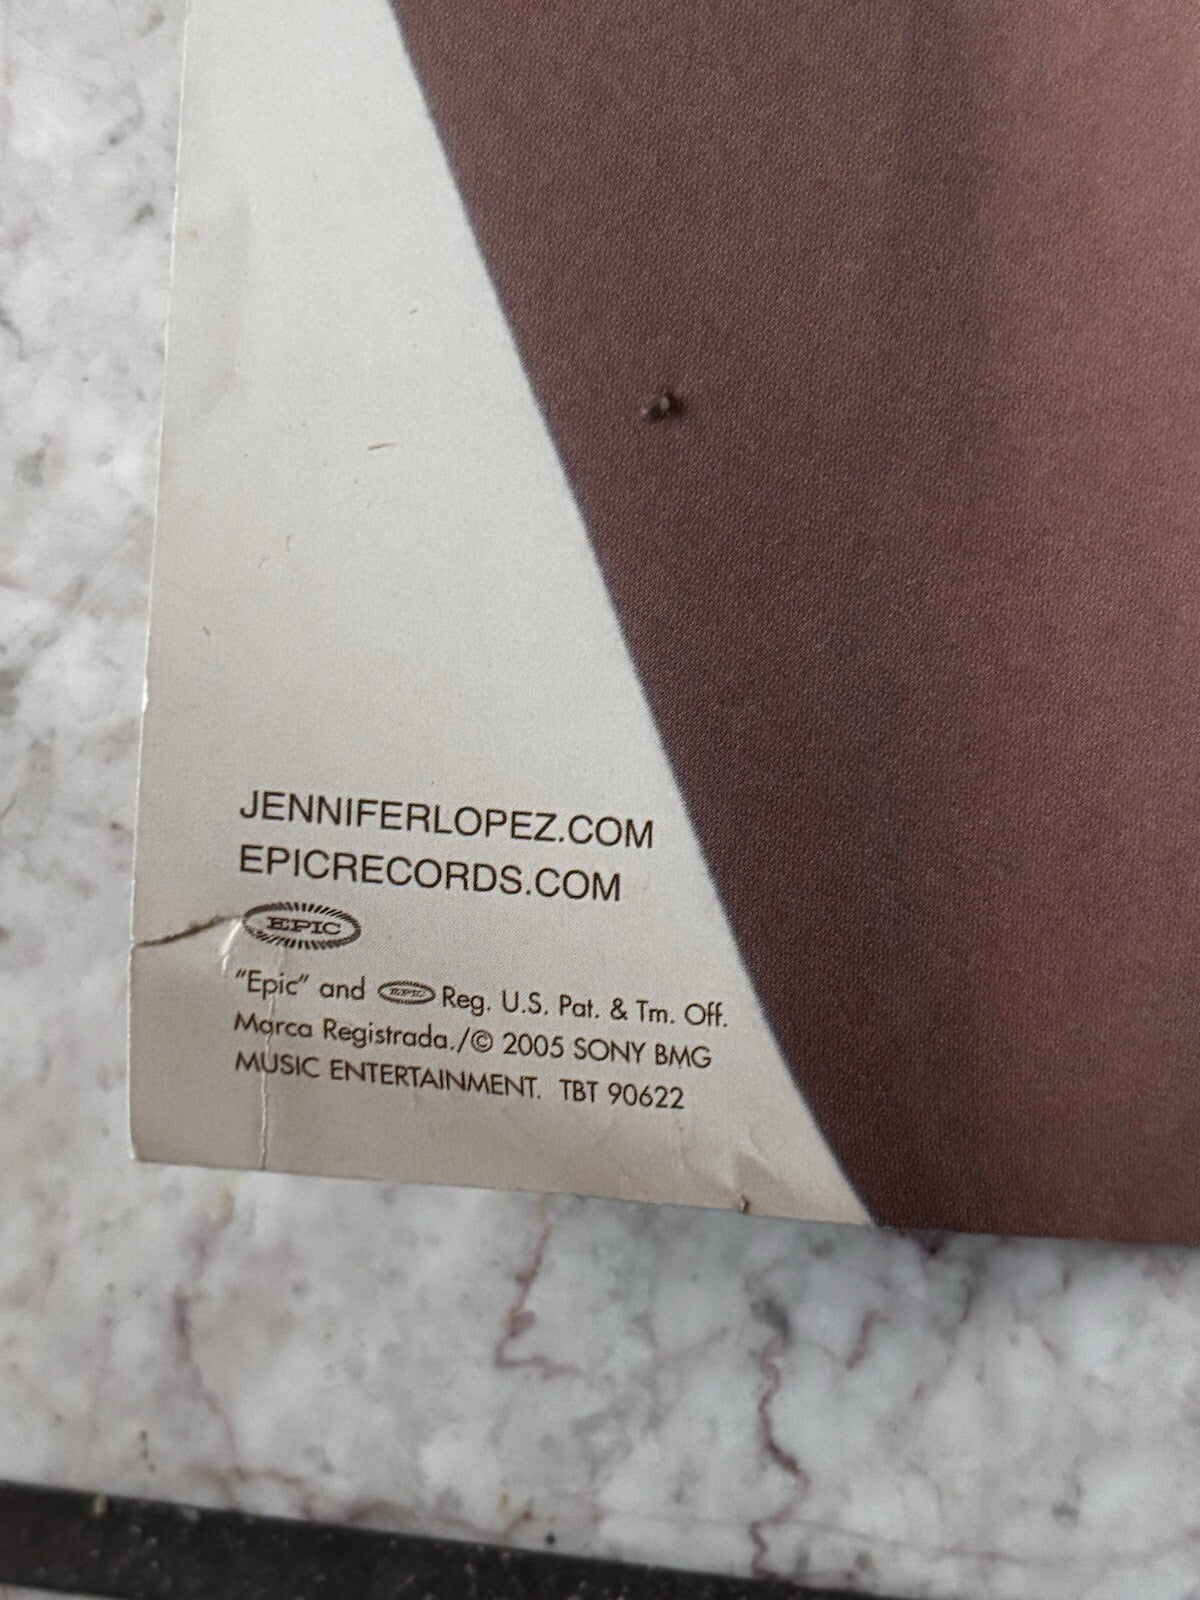 JENNIFERLOPEZ.COM
EPICRECORDS.COM
EPIC
"Epic" and EPIC Reg. U.S. Pat. & Tm. Off.
Marca Registrada./© 2005 SONY BMG
MUSIC ENTERTAINMENT. TBT 90622